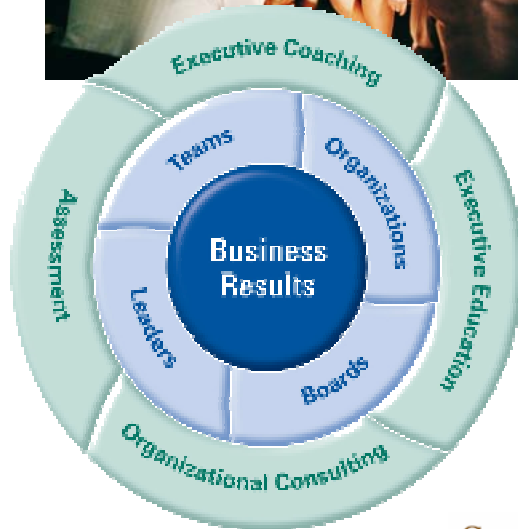 Executive Coaching
Teams
Organizations
Executive Education
Assessment
Business
Results
Leaders
Boards
Organizational Consulting